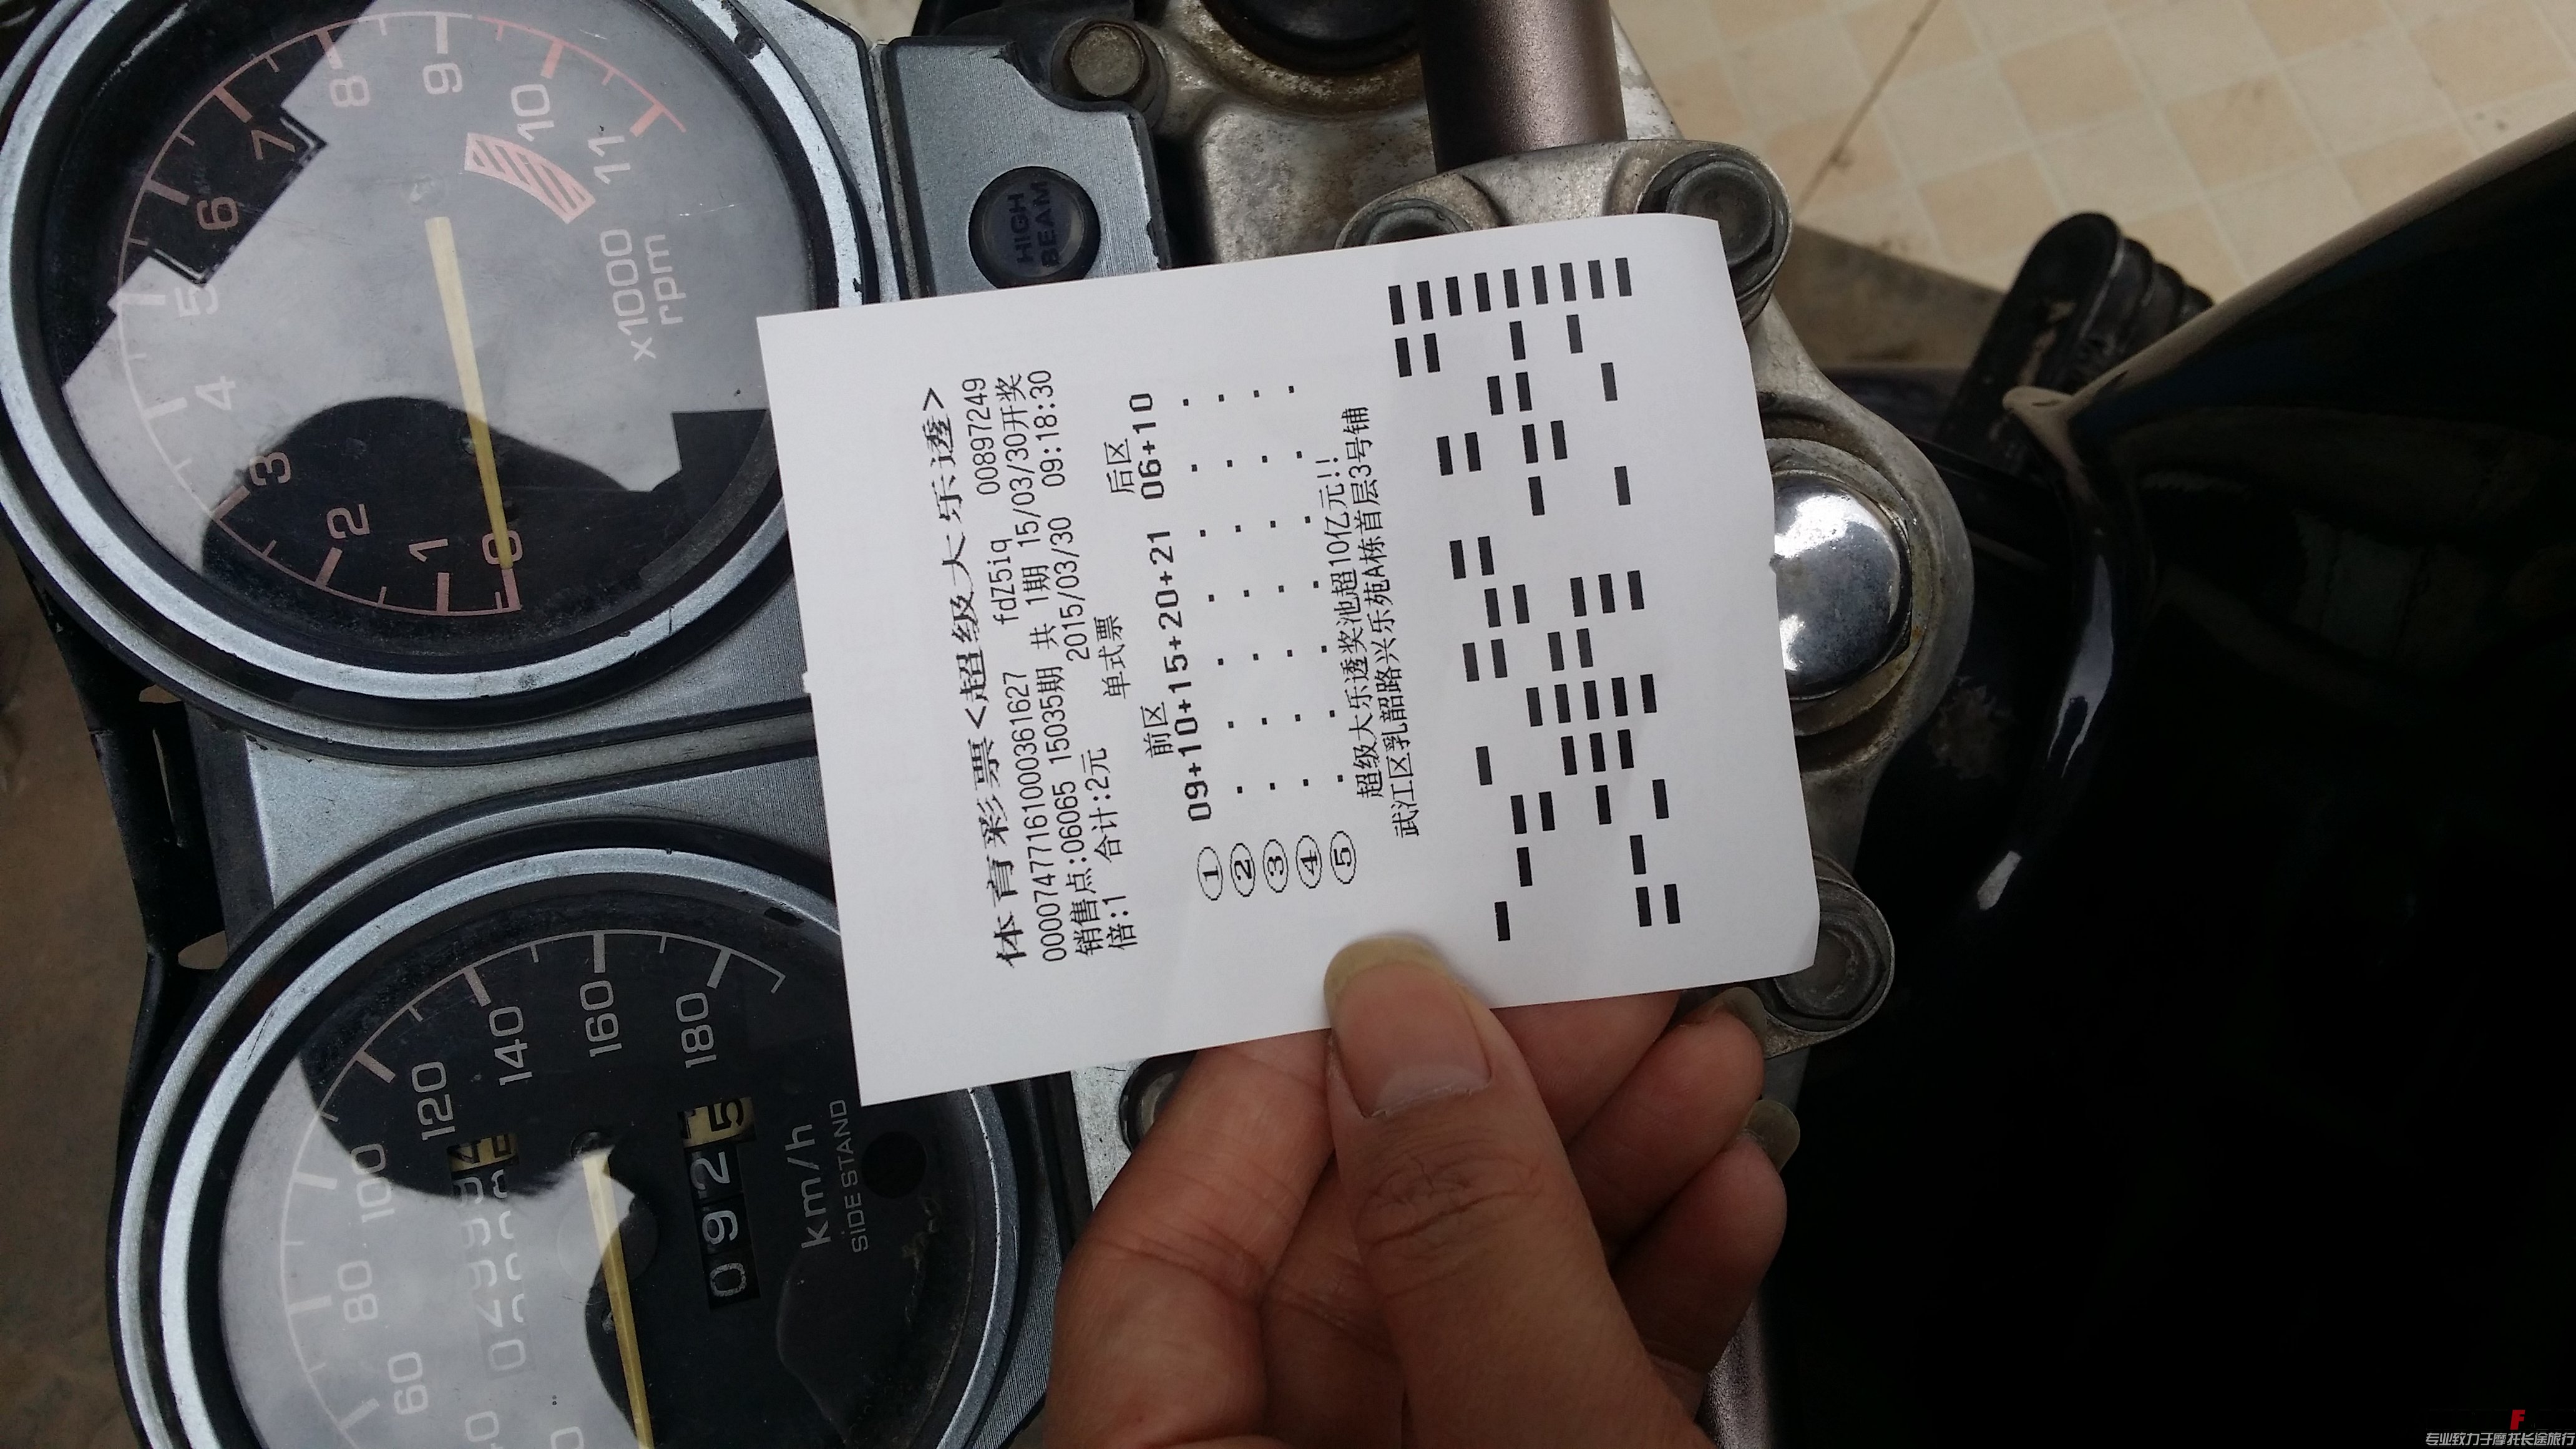 体育彩票<超级大乐透>
000074771610000361627 fdZ5iq 00897249
销售点:06065 15035期 共 1期 15/03/30开奖
倍:1 合计:2元 2015/03/30 09:18:30
单式票
前区 后区
① 09+10+15+20+21 06+10
②
③
④
⑤
超级大乐透奖池超10亿元!!
武江区乳韶路兴乐苑A栋首层3号铺
HIGH
BEAM
0 1 2 3 4 5 6 7 8 9 10 11
x1000
rpm
60 80 100 120 140 160 180
0925
km/h
SIDE STAND
F
专业致力于摩托长途旅行